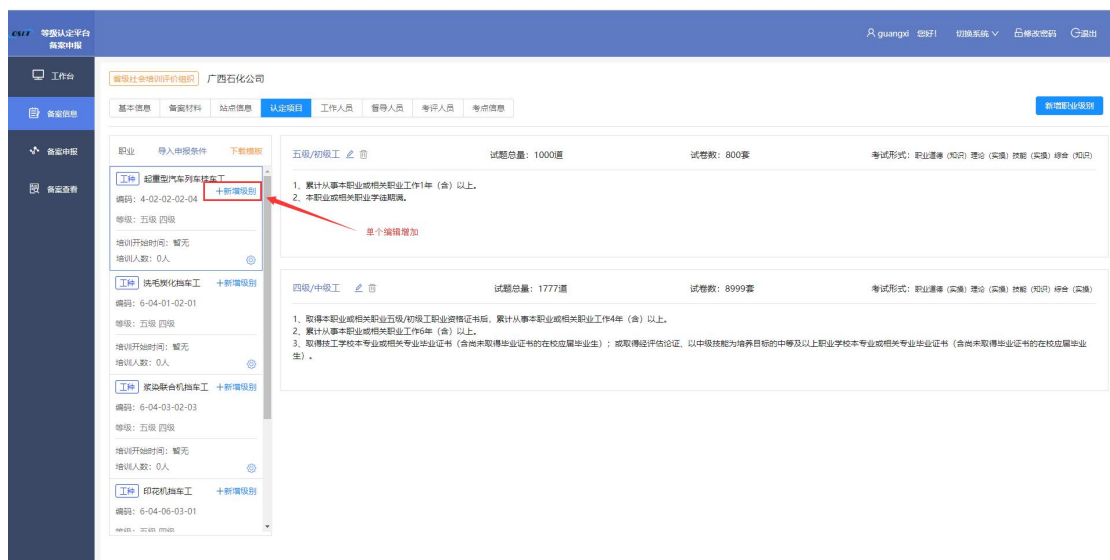 OSLT 等级认定平台
备案申报
guangxi 您好! 切换系统 修改密码 退出
工作台
备案信息
备案申报
备案查看
省级社会培训评价组织 广西石化公司
基本信息 备案材料 站点信息 认定项目 工作人员 督导人员 考评人员 考点信息 新增职业级别
职业 导入申报条件 下载模板
工种 起重型汽车列车挂车工
+新增级别
编码：4-02-02-02-04
等级：五级 四级
培训开始时间：暂无
培训人数：0人
工种 洗毛炭化挡车工 +新增级别
编码：6-04-01-02-01
等级：五级 四级
培训开始时间：暂无
培训人数：0人
工种 浆染联合机挡车工 +新增级别
编码：6-04-03-02-03
等级：五级 四级
培训开始时间：暂无
培训人数：0人
工种 印花机挡车工 +新增级别
编码：6-04-06-03-01
等级：五级 四级
五级/初级工 试题总量：1000道 试卷数：800套 考试形式：职业道德（知识）理论（实操）技能（实操）综合（知识）
1、累计从事本职业或相关职业工作1年（含）以上。
2、本职业或相关职业学徒期满。
单个编辑增加
四级/中级工 试题总量：1777道 试卷数：8999套 考试形式：职业道德（实操）理论（实操）技能（知识）综合（实操）
1、取得本职业或相关职业五级/初级工职业资格证书后，累计从事本职业或相关职业工作4年（含）以上。
2、累计从事本职业或相关职业工作6年（含）以上。
3、取得技工学校本专业或相关专业毕业证书（含尚未取得毕业证书的在校应届毕业生）；或取得经评估论证、以中级技能为培养目标的中等及以上职业学校本专业或相关专业毕业证书（含尚未取得毕业证书的在校应届毕业
生）。